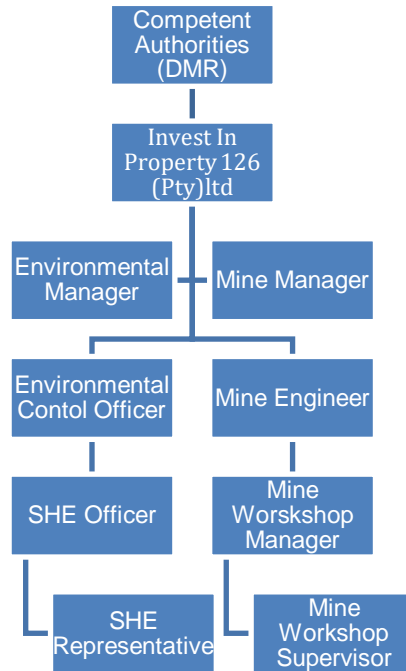 Competent
Authorities
(DMR)
Invest In
Property 126
(Pty)ltd
Environmental
Manager
Mine Manager
Environmental
Contol Officer
Mine Engineer
SHE Officer
Mine
Worskshop
Manager
SHE
Representative
Mine
Workshop
Supervisor